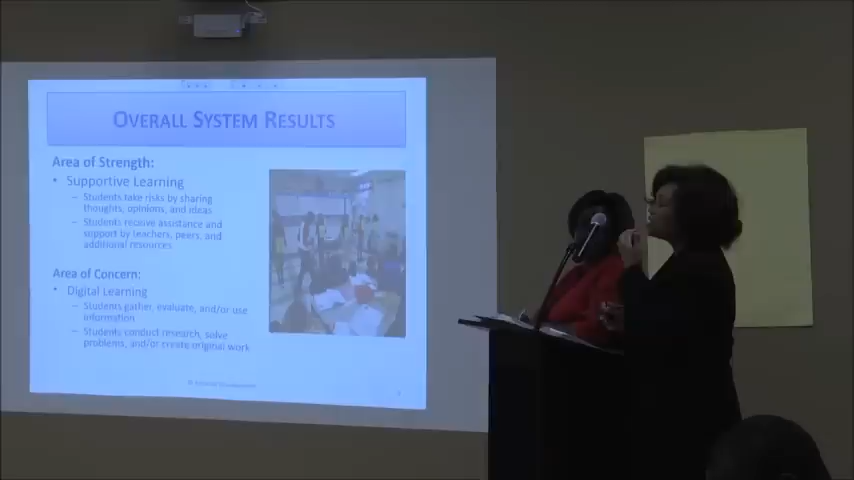 OVERALL SYSTEM RESULTS
Area of Strength:
• Supportive Learning
– Students take risks by sharing
thoughts, opinions, and ideas
– Students receive assistance and
support by teachers, peers, and
additional resources
Area of Concern:
• Digital Learning
– Students gather, evaluate, and/or use
information
– Students conduct research, solve
problems, and/or create original work